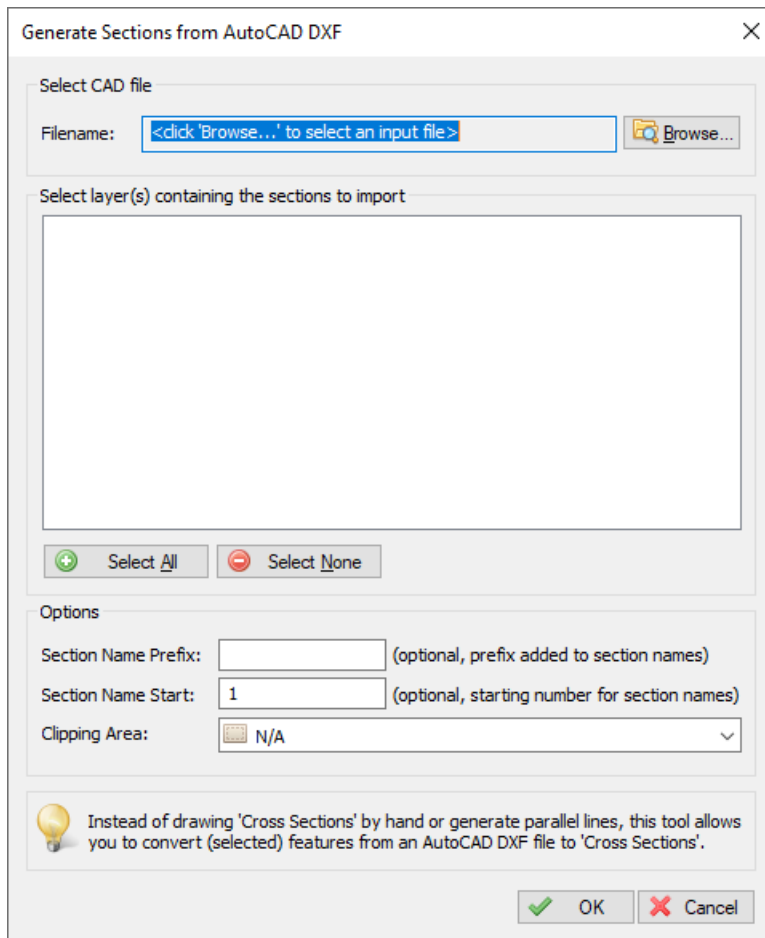 Generate Sections from AutoCAD DXF
Select CAD file
Filename: <click 'Browse...' to select an input file> Browse...
Select layer(s) containing the sections to import
Select All Select None
Options
Section Name Prefix: (optional, prefix added to section names)
Section Name Start: 1 (optional, starting number for section names)
Clipping Area: N/A
Instead of drawing 'Cross Sections' by hand or generate parallel lines, this tool allows
you to convert (selected) features from an AutoCAD DXF file to 'Cross Sections'.
OK Cancel